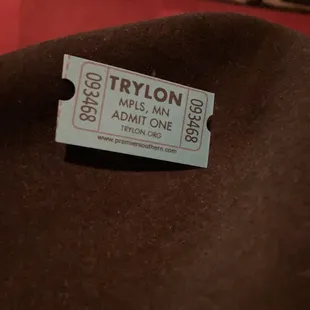 093468
TRYLON
MPLS, MN
ADMIT ONE
TRYLON.ORG
www.premiersouthern.com
093468